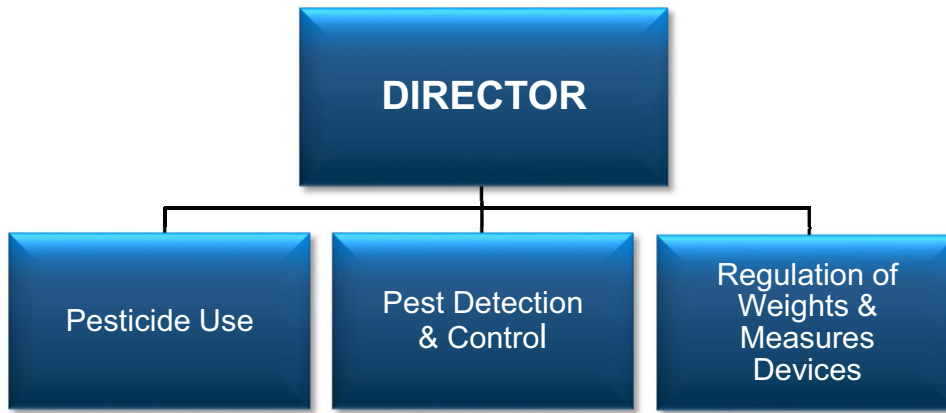 DIRECTOR
Pesticide Use
Pest Detection
& Control
Regulation of
Weights &
Measures
Devices